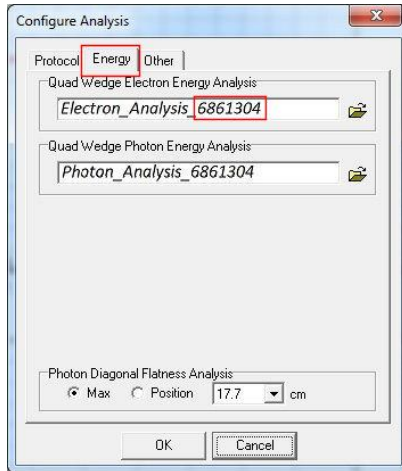 Configure Analysis
Protocol Energy Other
Quad Wedge Electron Energy Analysis
Electron_Analysis_6861304
Quad Wedge Photon Energy Analysis
Photon_Analysis_6861304
Photon Diagonal Flatness Analysis
Max Position 17.7 cm
OK Cancel